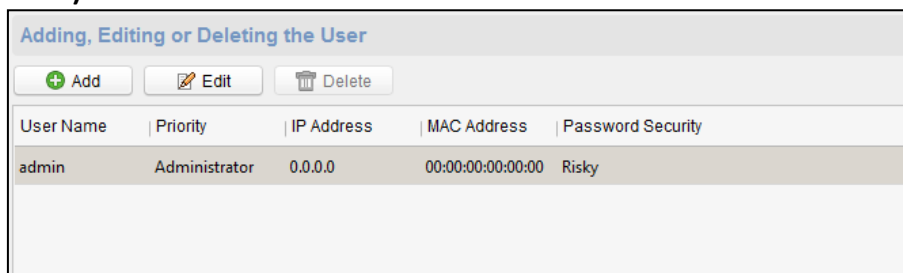 Adding, Editing or Deleting the User
Add Edit Delete
User Name Priority IP Address MAC Address Password Security
admin Administrator 0.0.0.0 00:00:00:00:00:00 Risky